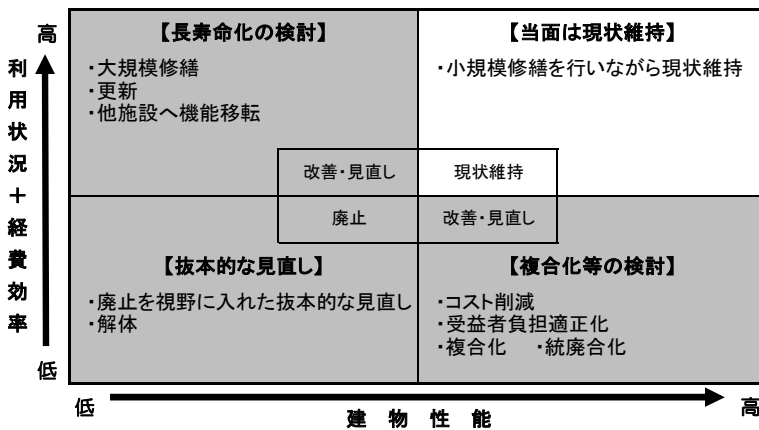 高
利用状況＋経費効率
低
【長寿命化の検討】
・大規模修繕
・更新
・他施設へ機能移転
【当面は現状維持】
・小規模修繕を行いながら現状維持
改善・見直し
現状維持
廃止
改善・見直し
【抜本的な見直し】
・廃止を視野に入れた抜本的な見直し
・解体
【複合化等の検討】
・コスト削減
・受益者負担適正化
・複合化　・統廃合化
低
建物性能
高